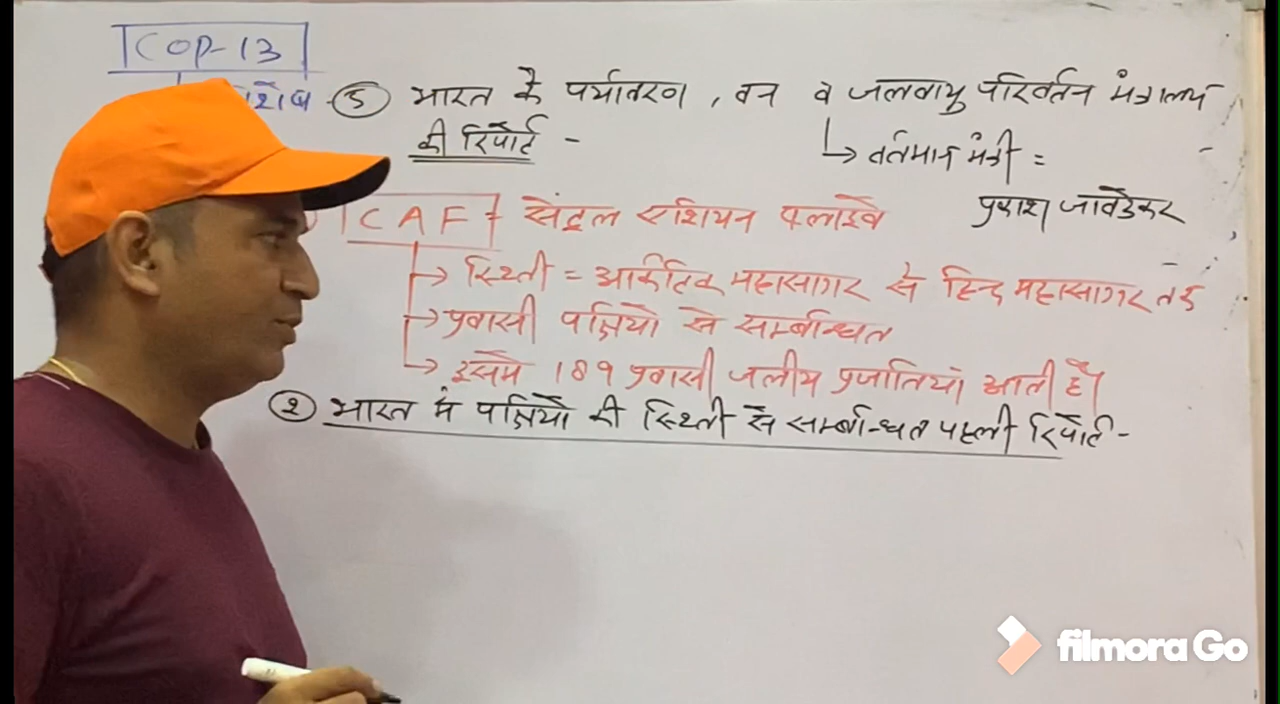 COP-13
5 भारत के पर्यावरण , वन व जलवायु परिवर्तन मंत्रालय
की रिपोर्ट -
↳ वर्तमान मंत्री =
प्रकाश जावेडकर
CAF - सेंट्रल एशियन फ्लाईवे
→ स्थिती = आर्कटिक महासागर से हिन्द महासागर तक
→ प्रवासी पक्षियों से सम्बन्धित
→ इसमें 189 प्रवासी जलीय प्रजातियां आती है।
2 भारत में पक्षियों की स्थिती से सम्बन्धित पहली रिपोर्ट -
filmora Go